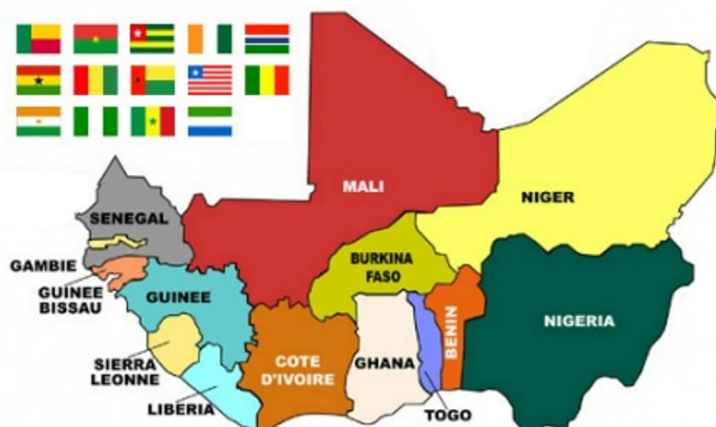 MALI
NIGER
SENEGAL
GAMBIE
GUINEE
BISSAU
GUINEE
BURKINA
FASO
NIGERIA
BENIN
SIERRA
LEONNE
COTE
D'IVOIRE
GHANA
LIBERIA
TOGO